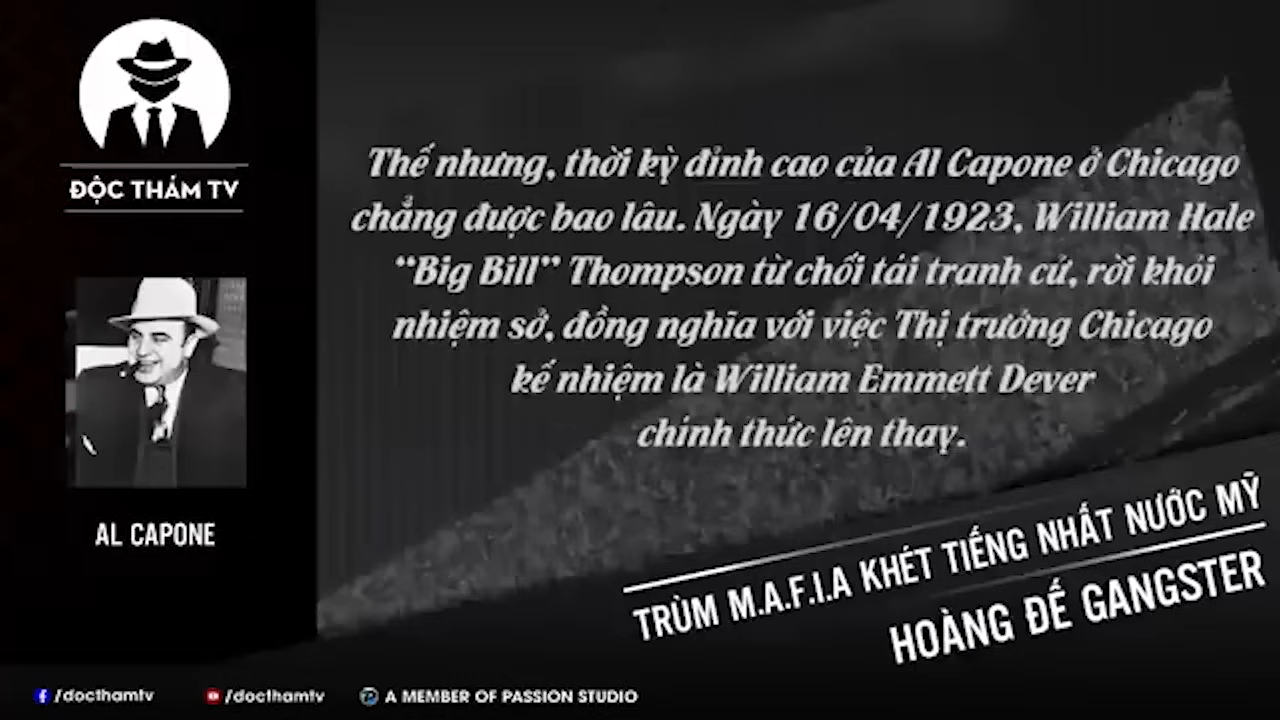 ĐỘC THÁM TV
AL CAPONE
Thế nhưng, thời kỳ đỉnh cao của Al Capone ở Chicago
chẳng được bao lâu. Ngày 16/04/1923, William Hale
“Big Bill” Thompson từ chối tái tranh cử, rời khỏi
nhiệm sở, đồng nghĩa với việc Thị trưởng Chicago
kế nhiệm là William Emmett Dever
chính thức lên thay.
TRÙM M.A.F.I.A KHÉT TIẾNG NHẤT NƯỚC MỸ
HOÀNG ĐẾ GANGSTER
/docthamtv
/docthamtv
A MEMBER OF PASSION STUDIO